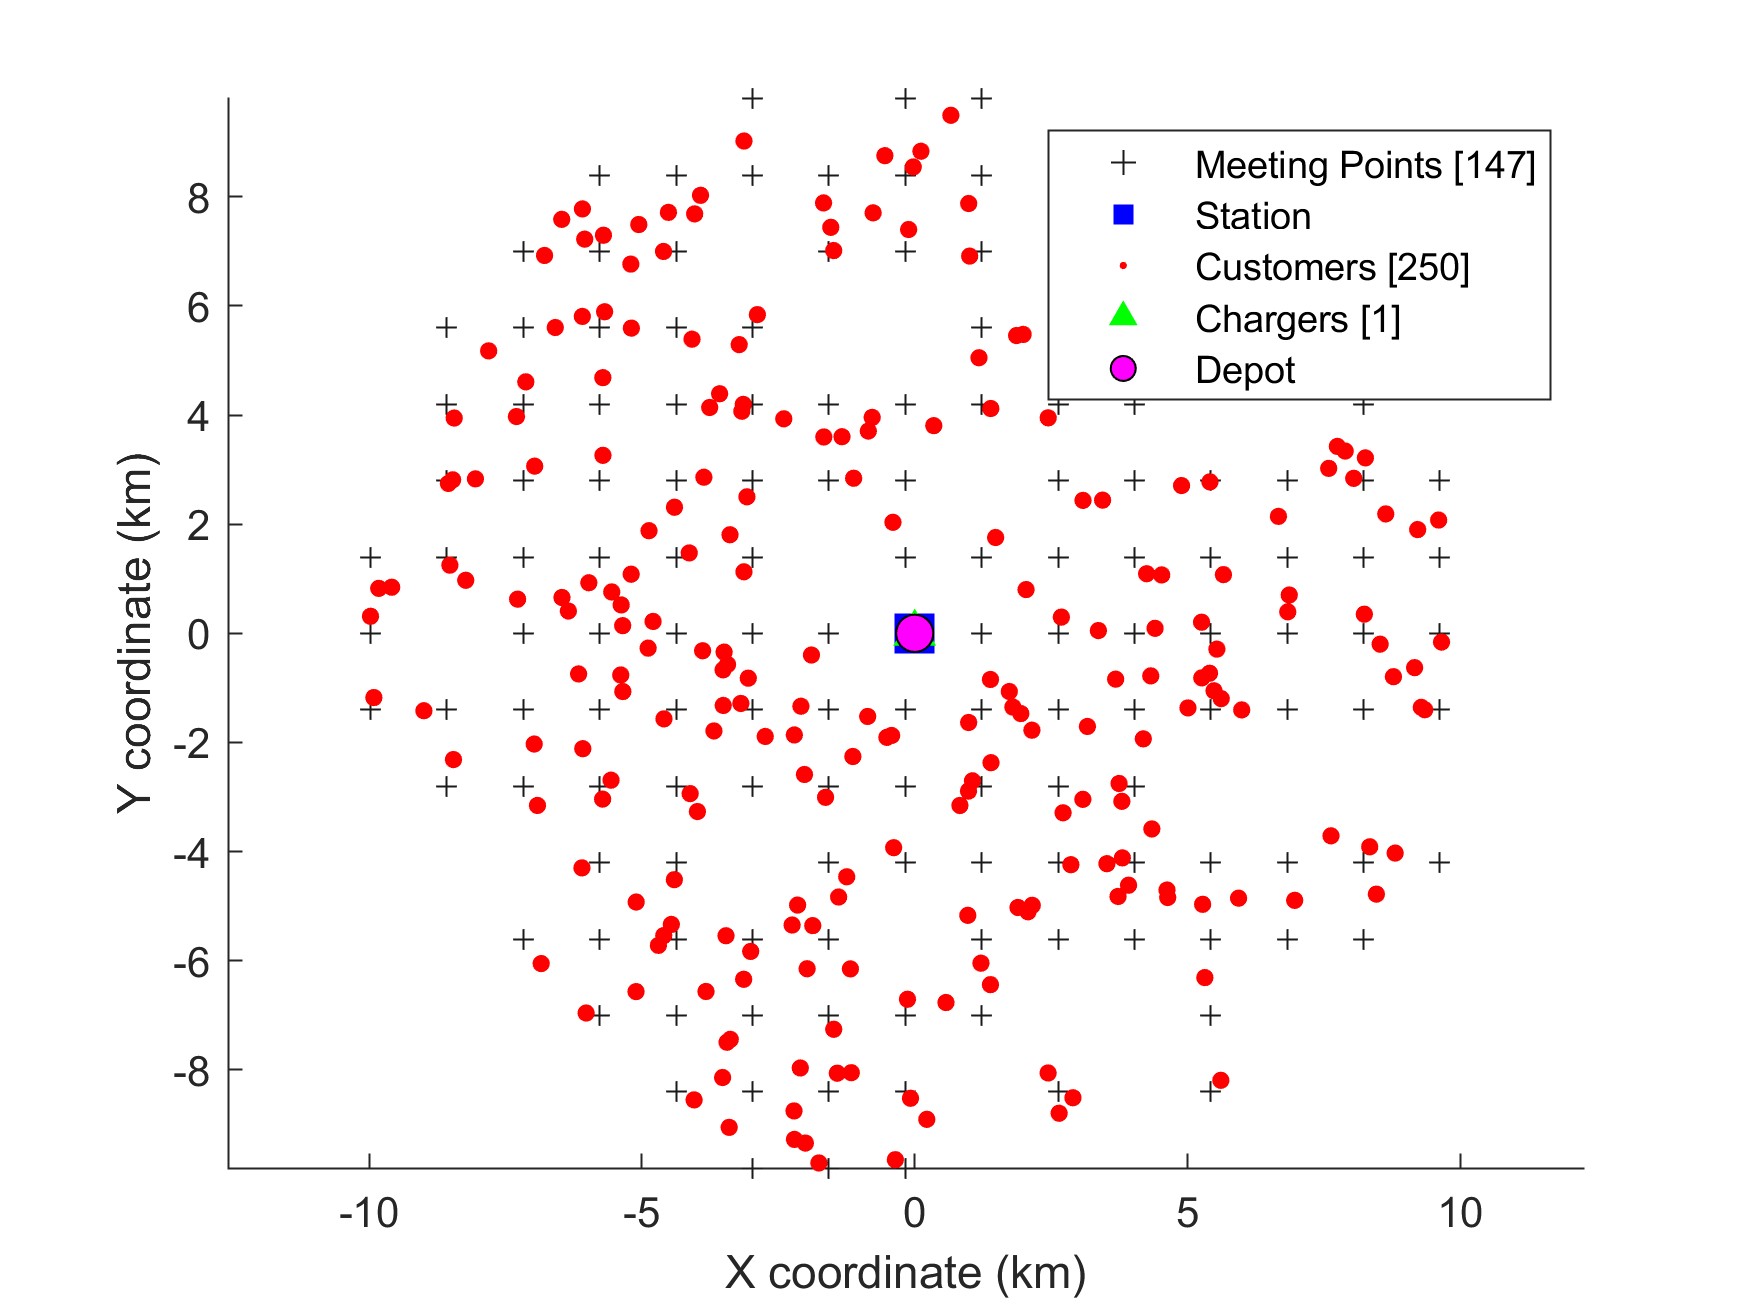 Meeting Points [147]
Station
Customers [250]
Chargers [1]
Depot
8
6
4
2
0
-2
-4
-6
-8
Y coordinate (km)
-10 -5 0 5 10
X coordinate (km)